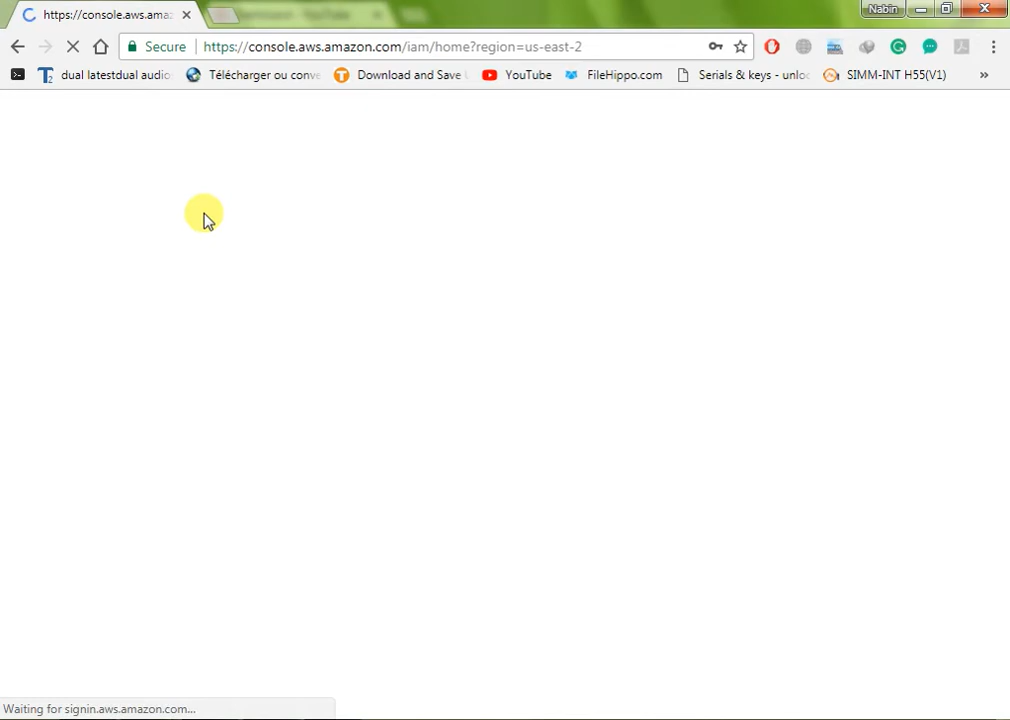 https://console.aws.ama
Nabin
Secure
https://console.aws.amazon.com/iam/home?region=us-east-2
dual latestdual audio
Télécharger ou conve
Download and Save
YouTube
FileHippo.com
Serials & keys - unloc
SIMM-INT H55(V1)
»
Waiting for signin.aws.amazon.com...